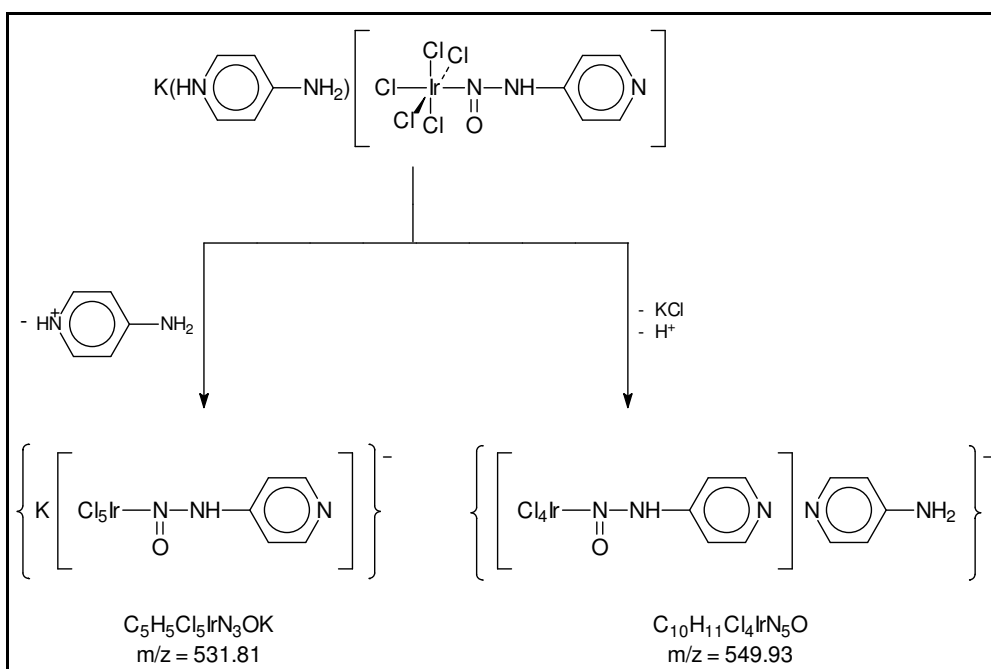 K(HN NH₂) Cl Cl Cl Ir Cl Cl N O NH N
- HN⁺ NH₂
- KCl
- H⁺
K Cl₅Ir N O NH N –
Cl₄Ir N O NH N N NH₂ –
C₅H₅Cl₅IrN₃OK
m/z = 531.81
C₁₀H₁₁Cl₄IrN₅O
m/z = 549.93